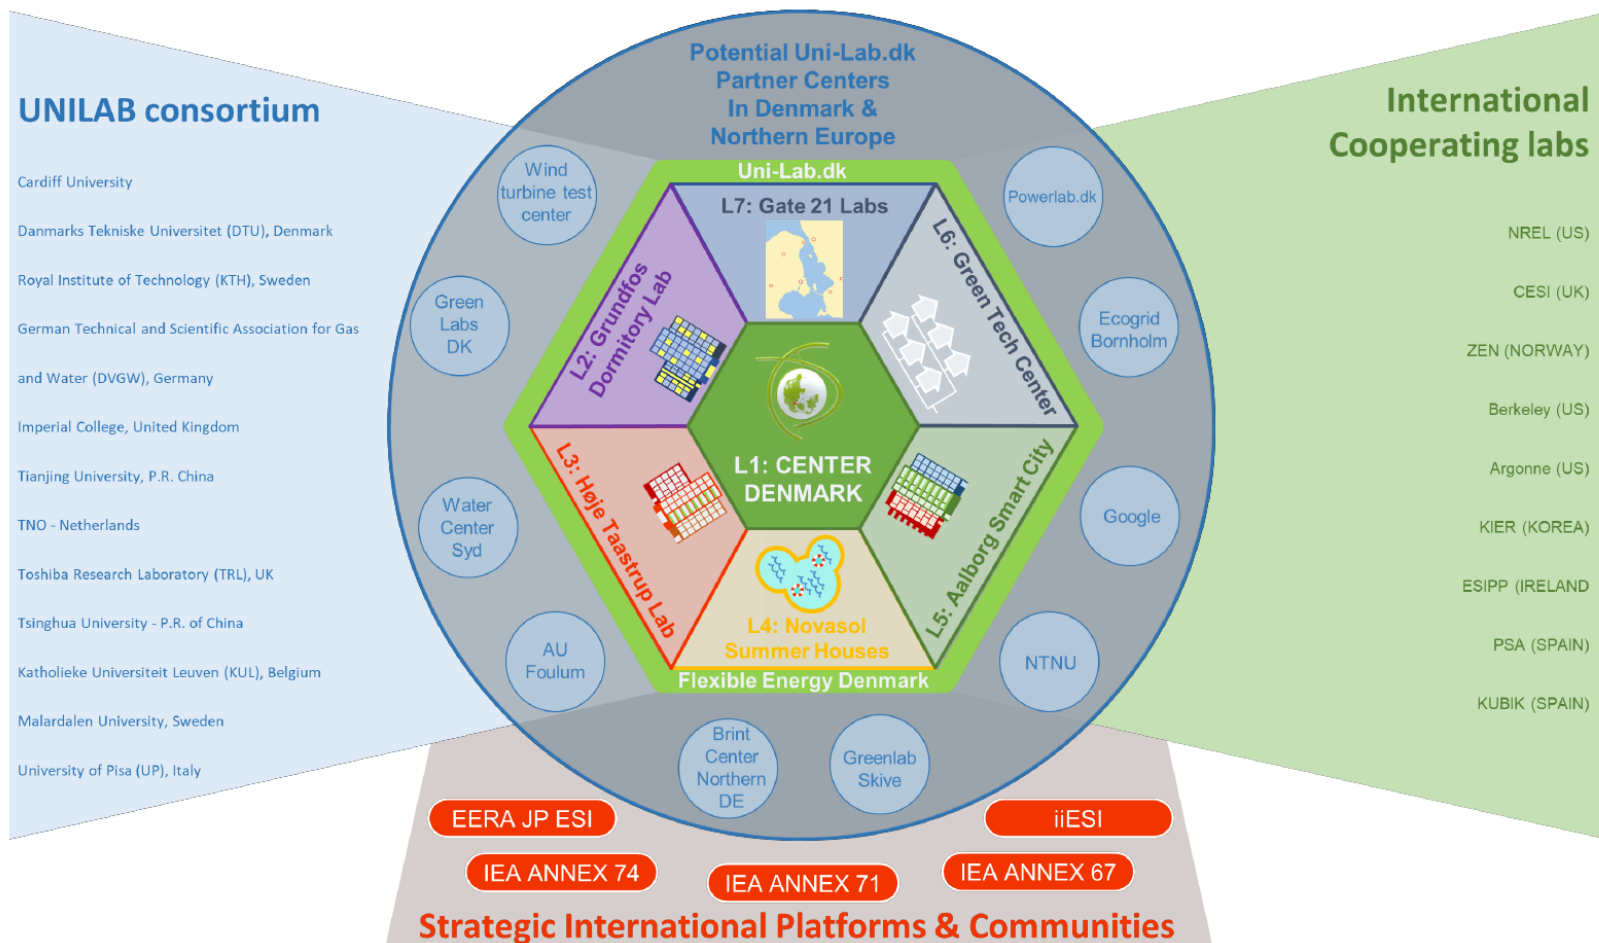 UNILAB consortium
Cardiff University
Danmarks Tekniske Universitet (DTU), Denmark
Royal Institute of Technology (KTH), Sweden
German Technical and Scientific Association for Gas
and Water (DVGW), Germany
Imperial College, United Kingdom
Tianjing University, P.R. China
TNO - Netherlands
Toshiba Research Laboratory (TRL), UK
Tsinghua University - P.R. of China
Katholieke Universiteit Leuven (KUL), Belgium
Malardalen University, Sweden
University of Pisa (UP), Italy
Potential Uni-Lab.dk
Partner Centers
In Denmark &
Northern Europe
Wind
turbine test
center
Green
Labs
DK
Water
Center
Syd
AU
Foulum
Brint
Center
Northern
DE
Greenlab
Skive
NTNU
Google
Ecogrid
Bornholm
Powerlab.dk
Uni-Lab.dk
L7: Gate 21 Labs
L2: Grundfos
Dormitory Lab
L6: Green Tech Center
L1: CENTER
DENMARK
L3: Høje Taastrup Lab
L5: Aalborg Smart City
L4: Novasol
Summer Houses
Flexible Energy Denmark
International
Cooperating labs
NREL (US)
CESI (UK)
ZEN (NORWAY)
Berkeley (US)
Argonne (US)
KIER (KOREA)
ESIPP (IRELAND
PSA (SPAIN)
KUBIK (SPAIN)
EERA JP ESI
iiESI
IEA ANNEX 74
IEA ANNEX 71
IEA ANNEX 67
Strategic International Platforms & Communities